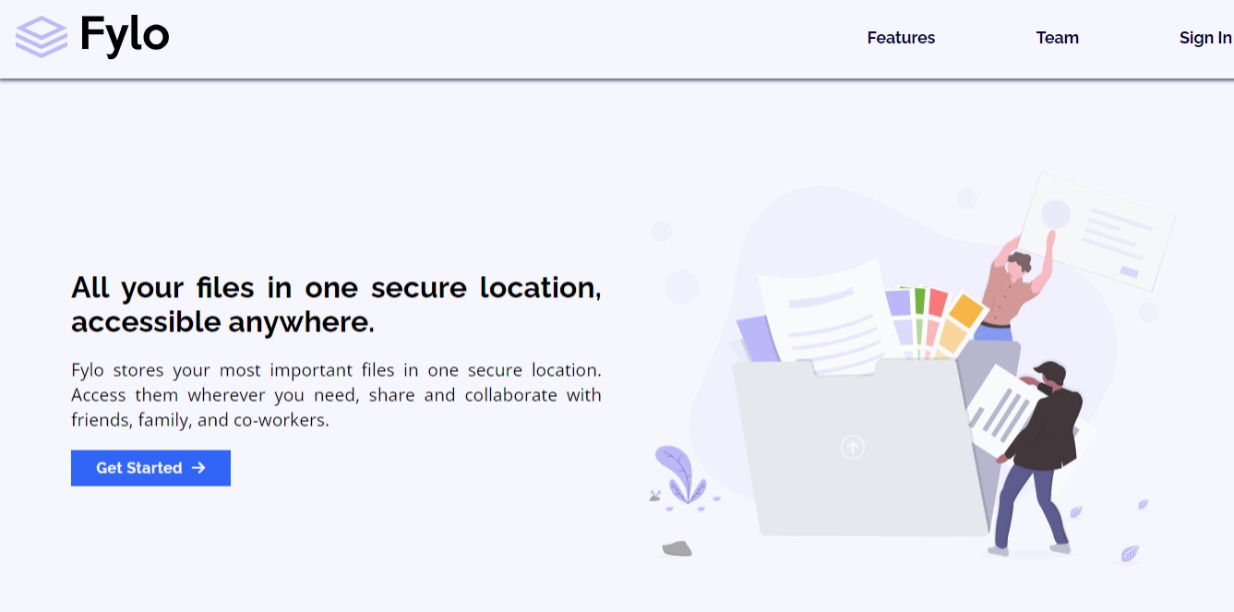 Fylo
Features
Team
Sign In
All your files in one secure location,
accessible anywhere.
Fylo stores your most important files in one secure location.
Access them wherever you need, share and collaborate with
friends, family, and co-workers.
Get Started →